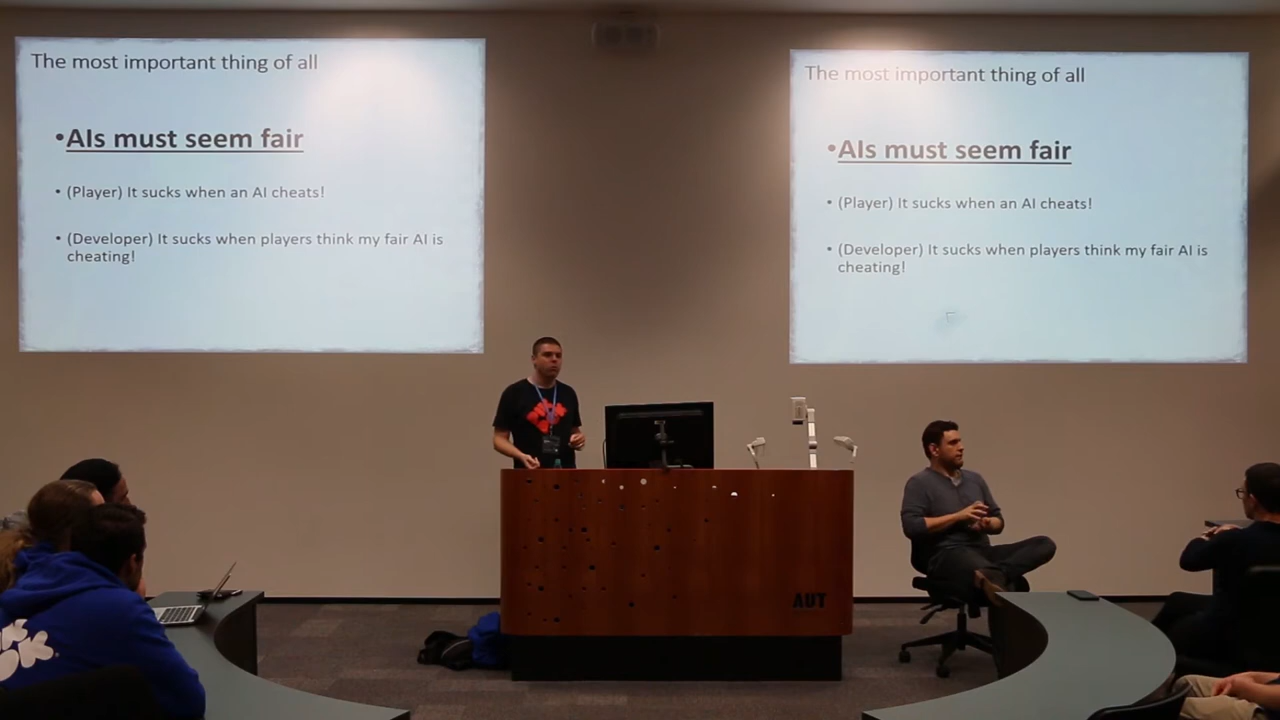 The most important thing of all
•AIs must seem fair
• (Player) It sucks when an AI cheats!
• (Developer) It sucks when players think my fair AI is
cheating!
The most important thing of all
•AIs must seem fair
• (Player) It sucks when an AI cheats!
• (Developer) It sucks when players think my fair AI is
cheating!
AUT